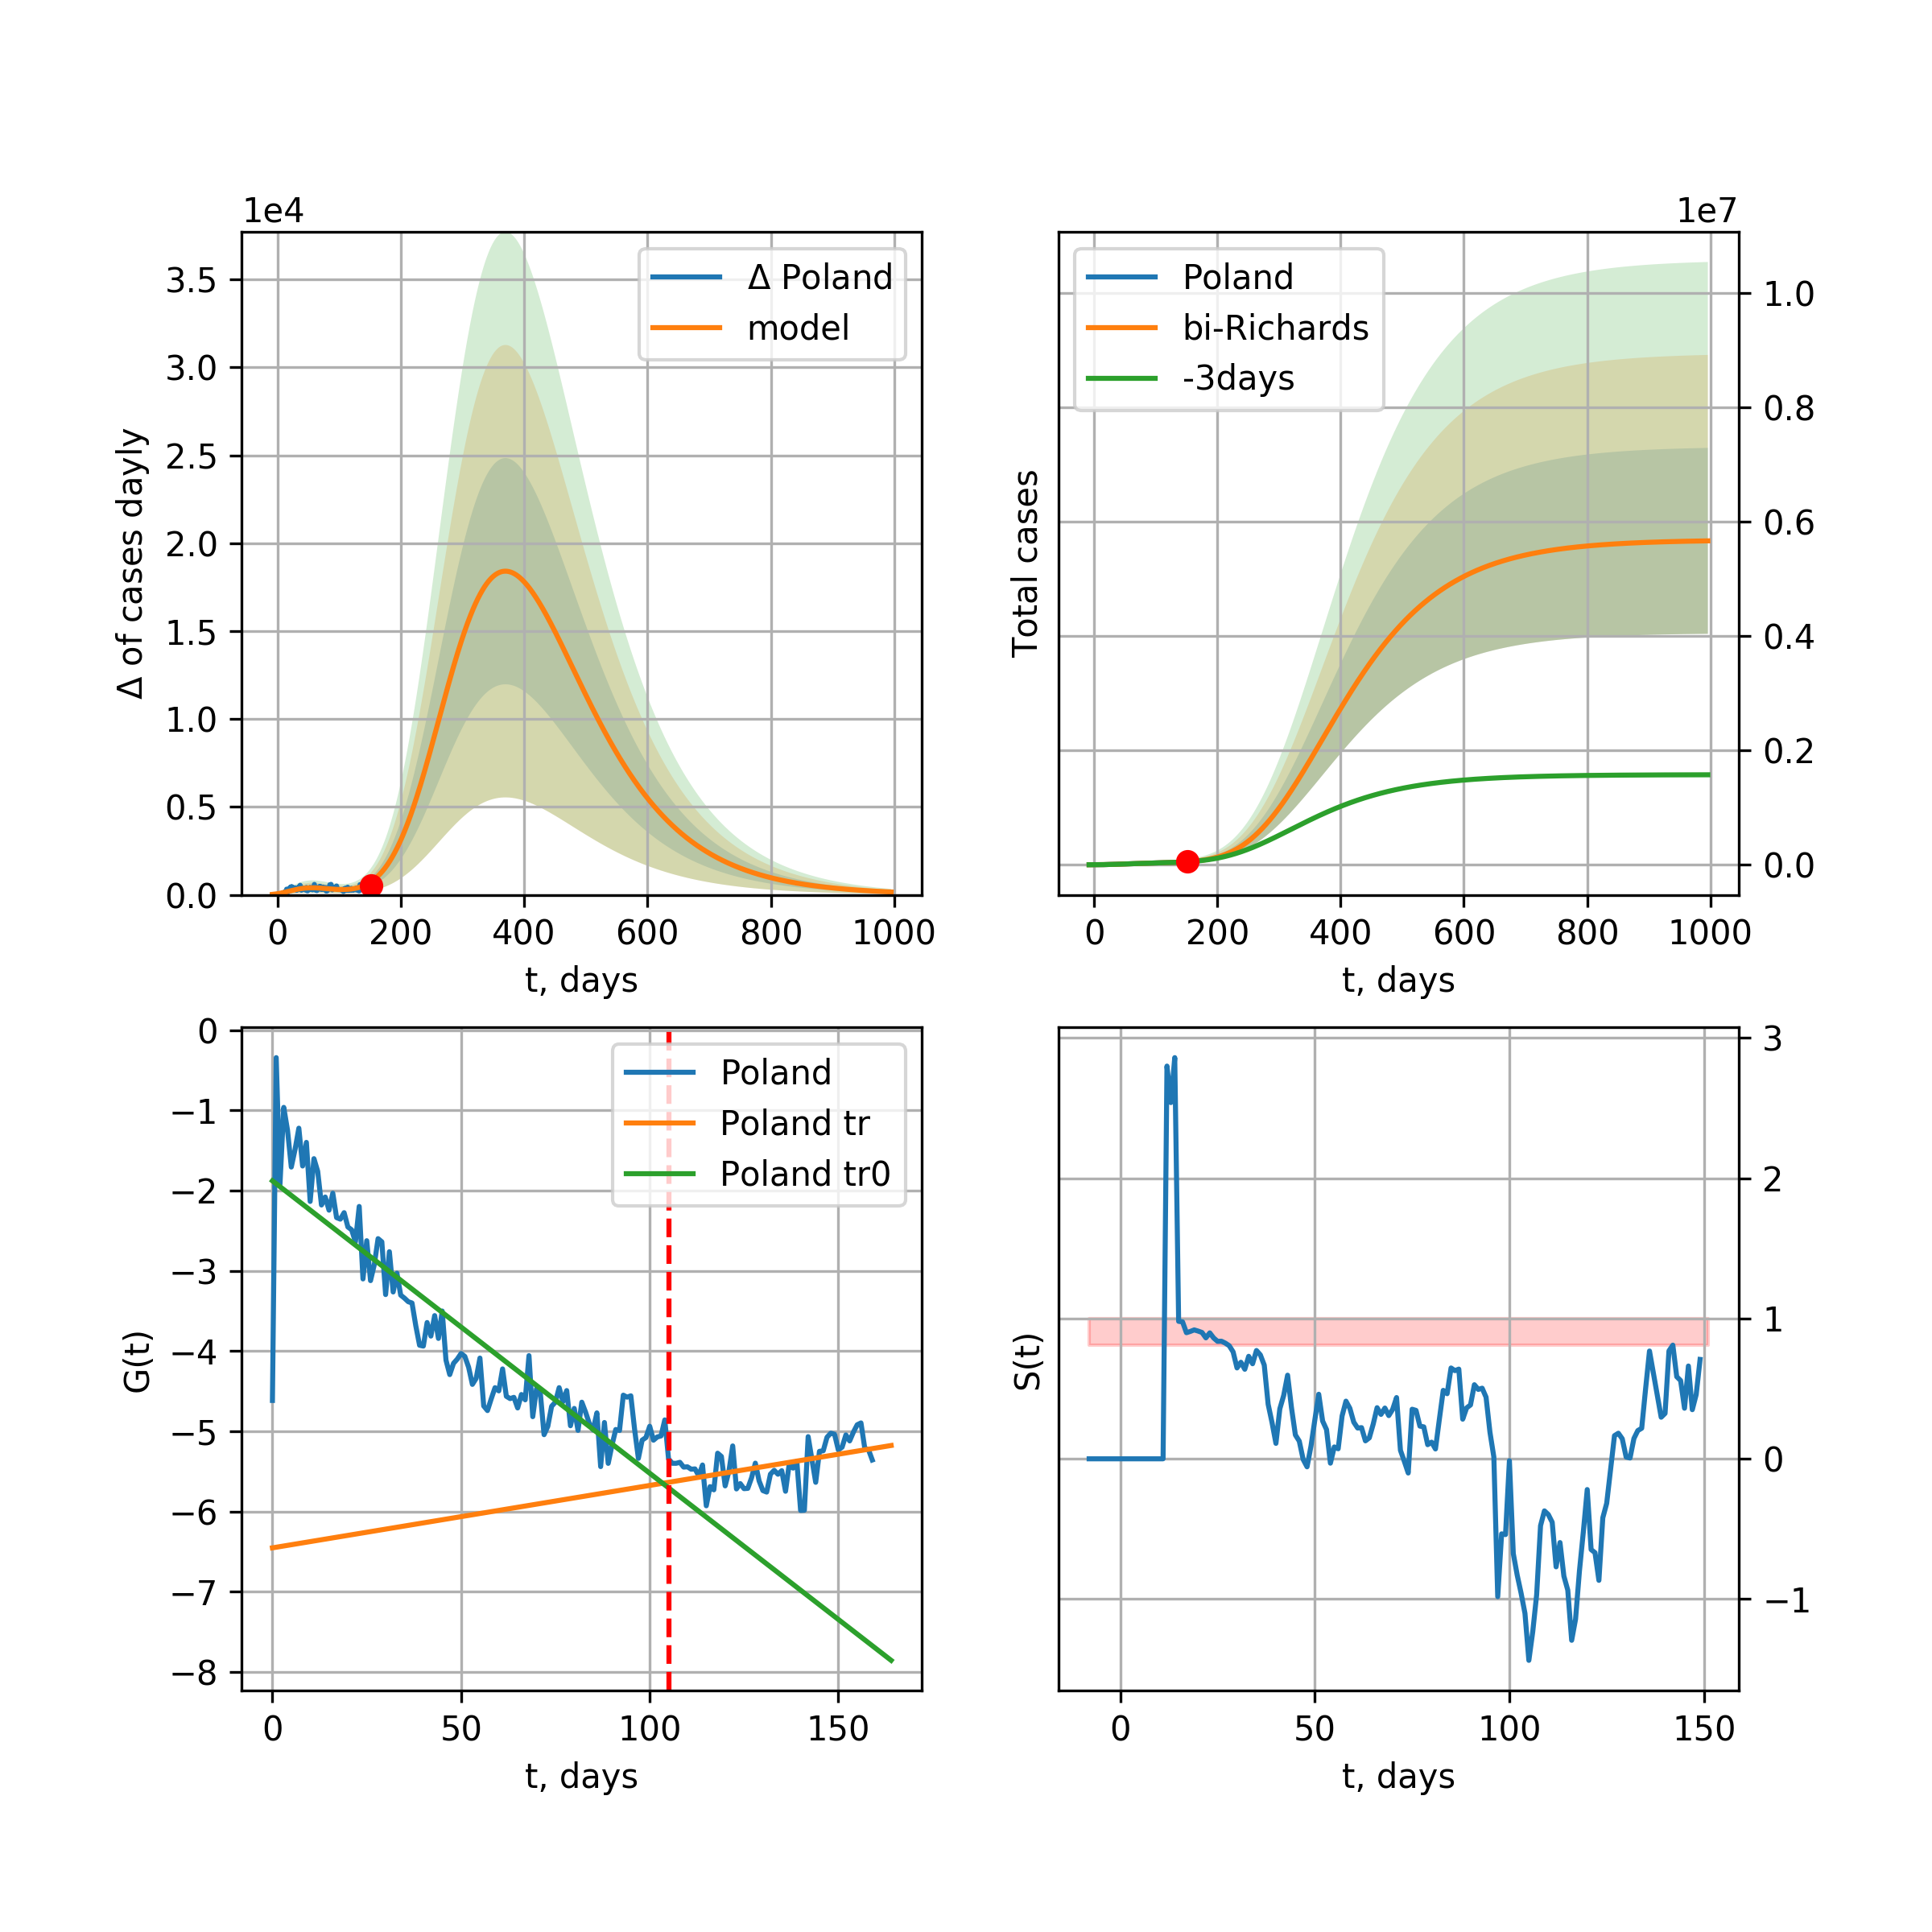 1e4
Δ of cases dayly
3.5
3.0
2.5
2.0
1.5
1.0
0.5
0.0
Δ Poland
model
0 200 400 600 800 1000
t, days
1e7
Total cases
Poland
bi-Richards
-3days
1.0
0.8
0.6
0.4
0.2
0.0
0 200 400 600 800 1000
t, days
G(t)
0
−1
−2
−3
−4
−5
−6
−7
−8
Poland
Poland tr
Poland tr0
0 50 100 150
t, days
S(t)
3
2
1
0
−1
0 50 100 150
t, days